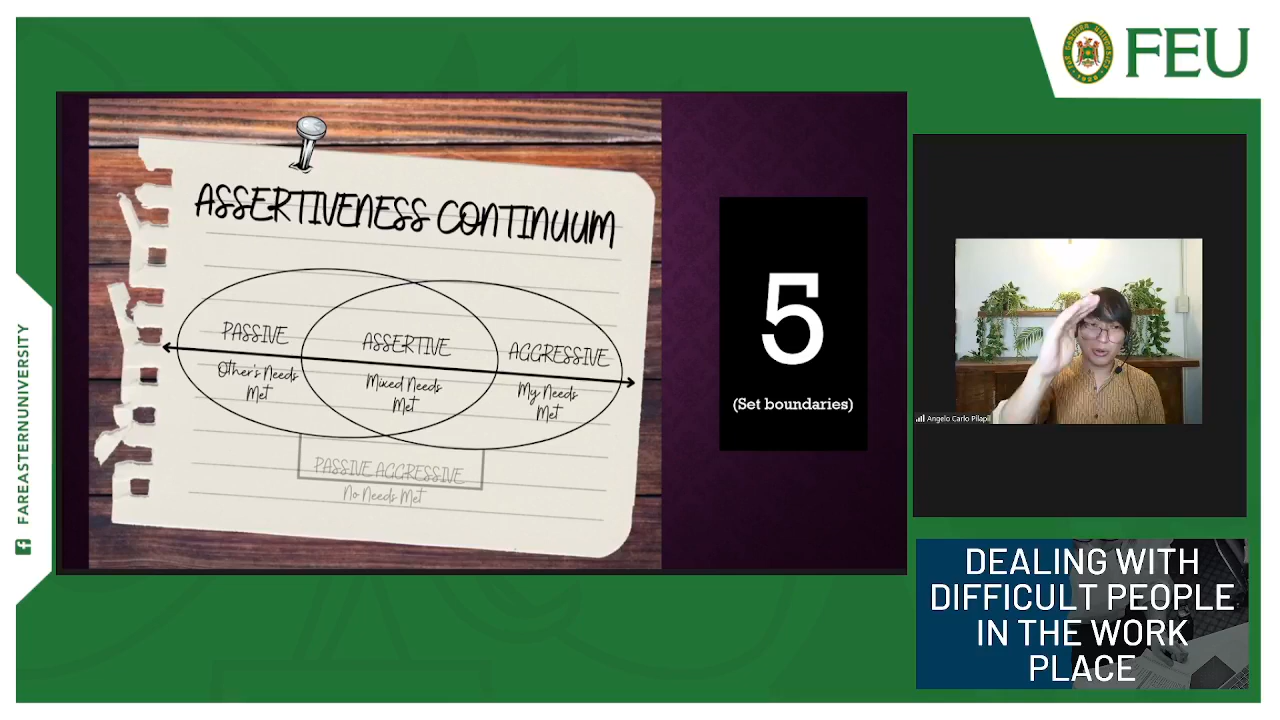 FEU
ASSERTIVENESS CONTINUUM
PASSIVE
Other's Needs
Met
ASSERTIVE
Mixed Needs
Met
AGGRESSIVE
My Needs
Met
PASSIVE AGGRESSIVE
No Needs Met
5
(Set boundaries)
Angelo Carlo Pilapil
DEALING WITH
DIFFICULT PEOPLE
IN THE WORK
PLACE
FAREASTERNUNIVERSITY